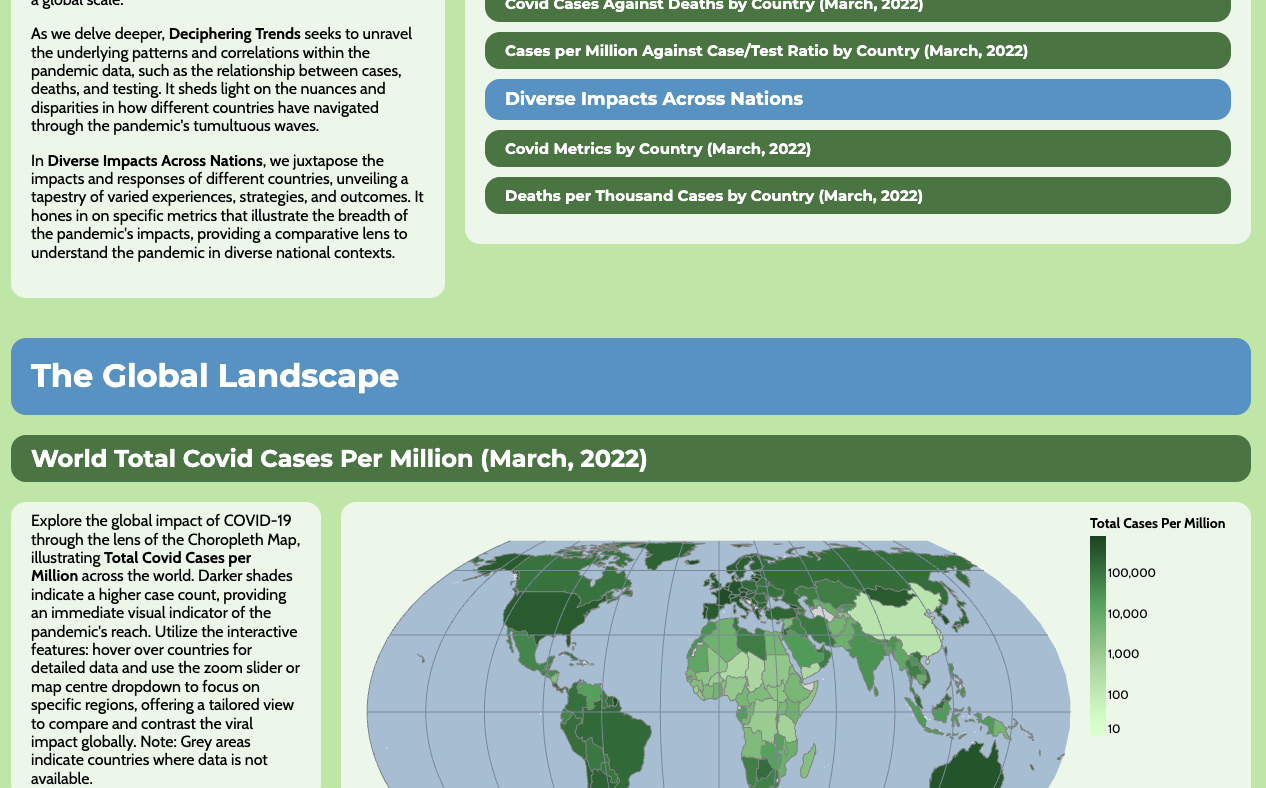 a global scale.
As we delve deeper, Deciphering Trends seeks to unravel
the underlying patterns and correlations within the
pandemic data, such as the relationship between cases,
deaths, and testing. It sheds light on the nuances and
disparities in how different countries have navigated
through the pandemic's tumultuous waves.
In Diverse Impacts Across Nations, we juxtapose the
impacts and responses of different countries, unveiling a
tapestry of varied experiences, strategies, and outcomes. It
hones in on specific metrics that illustrate the breadth of
the pandemic's impacts, providing a comparative lens to
understand the pandemic in diverse national contexts.
Covid Cases Against Deaths by Country (March, 2022)
Cases per Million Against Case/Test Ratio by Country (March, 2022)
Diverse Impacts Across Nations
Covid Metrics by Country (March, 2022)
Deaths per Thousand Cases by Country (March, 2022)
The Global Landscape
World Total Covid Cases Per Million (March, 2022)
Explore the global impact of COVID-19
through the lens of the Choropleth Map,
illustrating Total Covid Cases per
Million across the world. Darker shades
indicate a higher case count, providing
an immediate visual indicator of the
pandemic's reach. Utilize the interactive
features: hover over countries for
detailed data and use the zoom slider or
map centre dropdown to focus on
specific regions, offering a tailored view
to compare and contrast the viral
impact globally. Note: Grey areas
indicate countries where data is not
available.
Total Cases Per Million
100,000
10,000
1,000
100
10